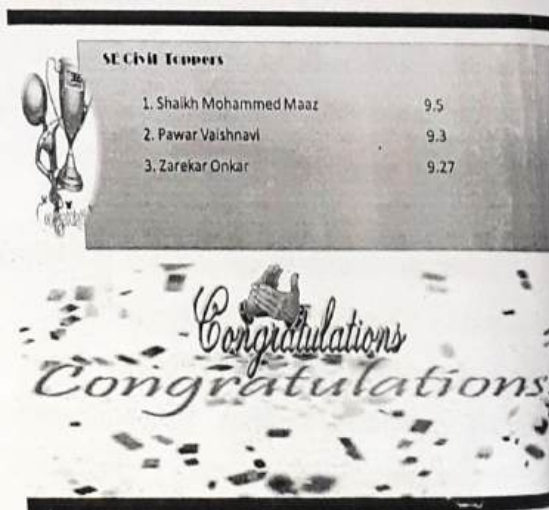 SE Civil Toppers
1. Shaikh Mohammed Maaz 9.5
2. Pawar Vaishnavi 9.3
3. Zarekar Onkar 9.27
Congratulations
Congratulations